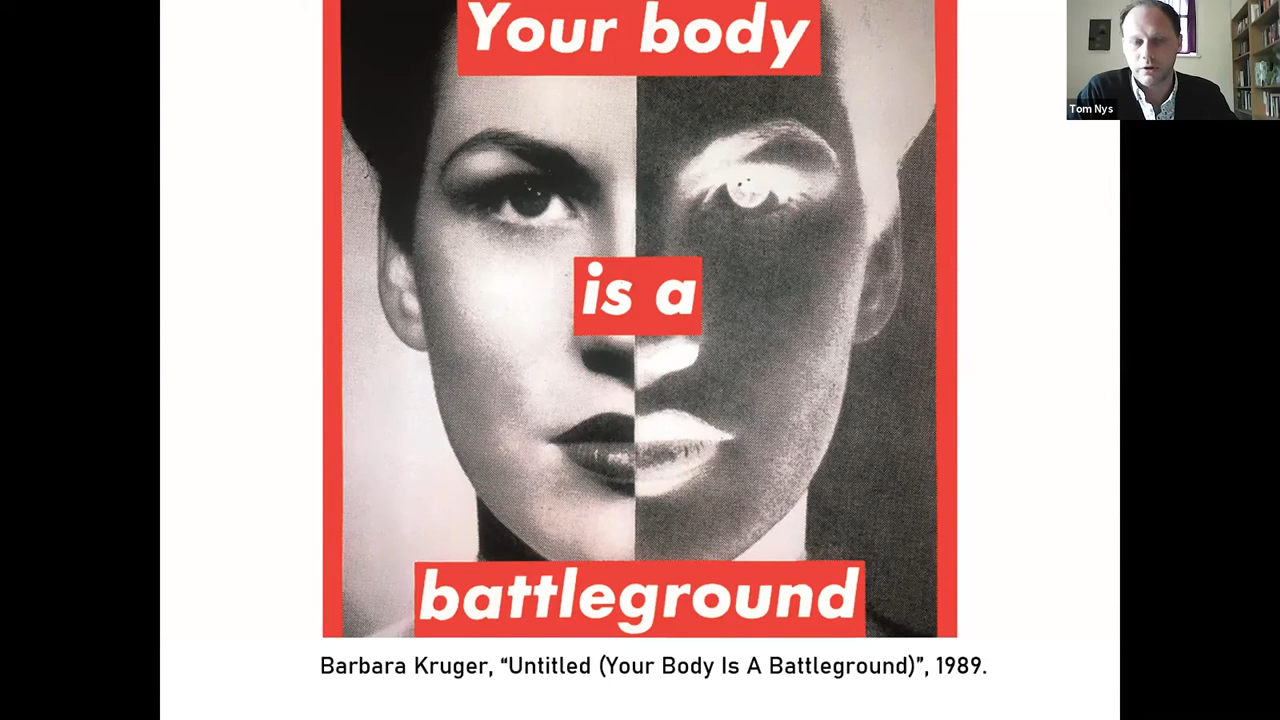 Your body
Tom Nys
is a
battleground
Barbara Kruger, “Untitled (Your Body Is A Battleground)”, 1989.